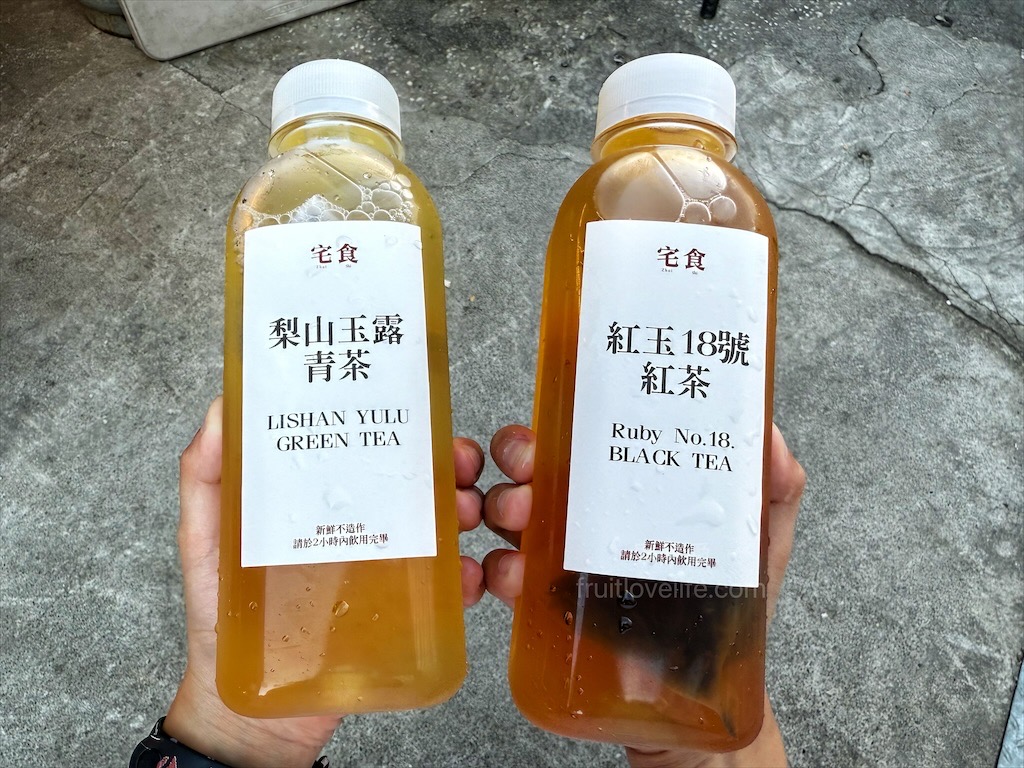 宅食
梨山玉露
青茶
LISHAN YULU
GREEN TEA
新鮮不造作
請於2小時內飲用完畢
宅食
Zhai
紅玉18號
紅茶
Ruby No.18.
BLACK TEA
新鮮不造作
請於2小時內飲用完畢
fruitlovelife.com